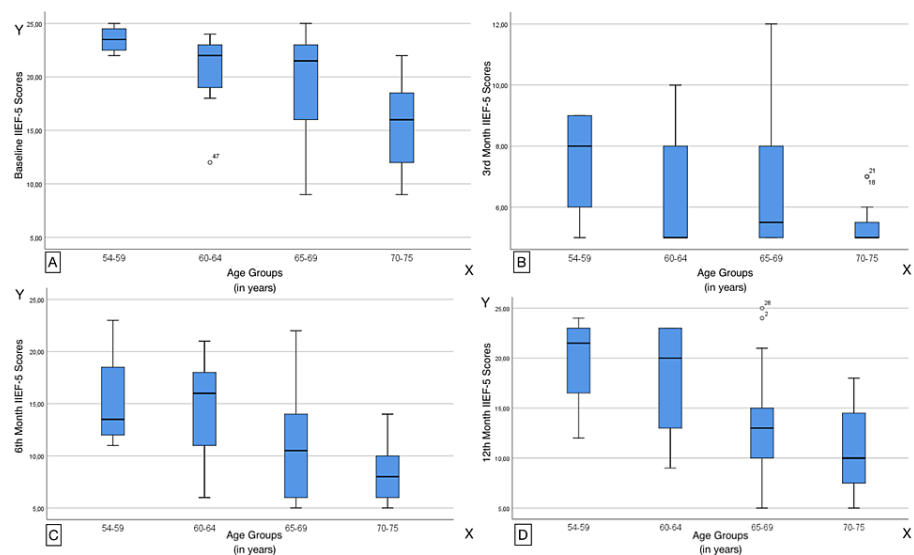 Y
25,00
20,00
15,00
10,00
5,00
Baseline IIEF-5 Scores
47
54-59 60-64 65-69 70-75
A
Age Groups
(in years)
X
12,00
10,00
8,00
6,00
3rd Month IIEF-5 Scores
21
18
54-59 60-64 65-69 70-75
B
Age Groups
(in years)
X
Y
25,00
20,00
15,00
10,00
5,00
6th Month IIEF-5 Scores
54-59 60-64 65-69 70-75
C
Age Groups
(in years)
X
Y
25,00
20,00
15,00
10,00
5,00
12th Month IIEF-5 Scores
28
2
54-59 60-64 65-69 70-75
D
Age Groups
(in years)
X